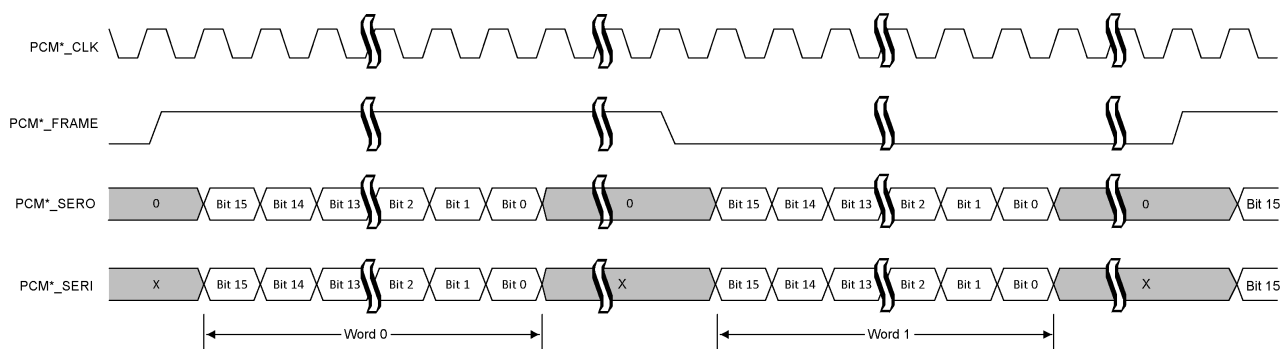 PCM*_CLK
PCM*_FRAME
PCM*_SERO 0 Bit 15 Bit 14 Bit 13 Bit 2 Bit 1 Bit 0 0 Bit 15 Bit 14 Bit 13 Bit 2 Bit 1 Bit 0 0 Bit 15
PCM*_SERI X Bit 15 Bit 14 Bit 13 Bit 2 Bit 1 Bit 0 X Bit 15 Bit 14 Bit 13 Bit 2 Bit 1 Bit 0 X Bit 15
Word 0 Word 1